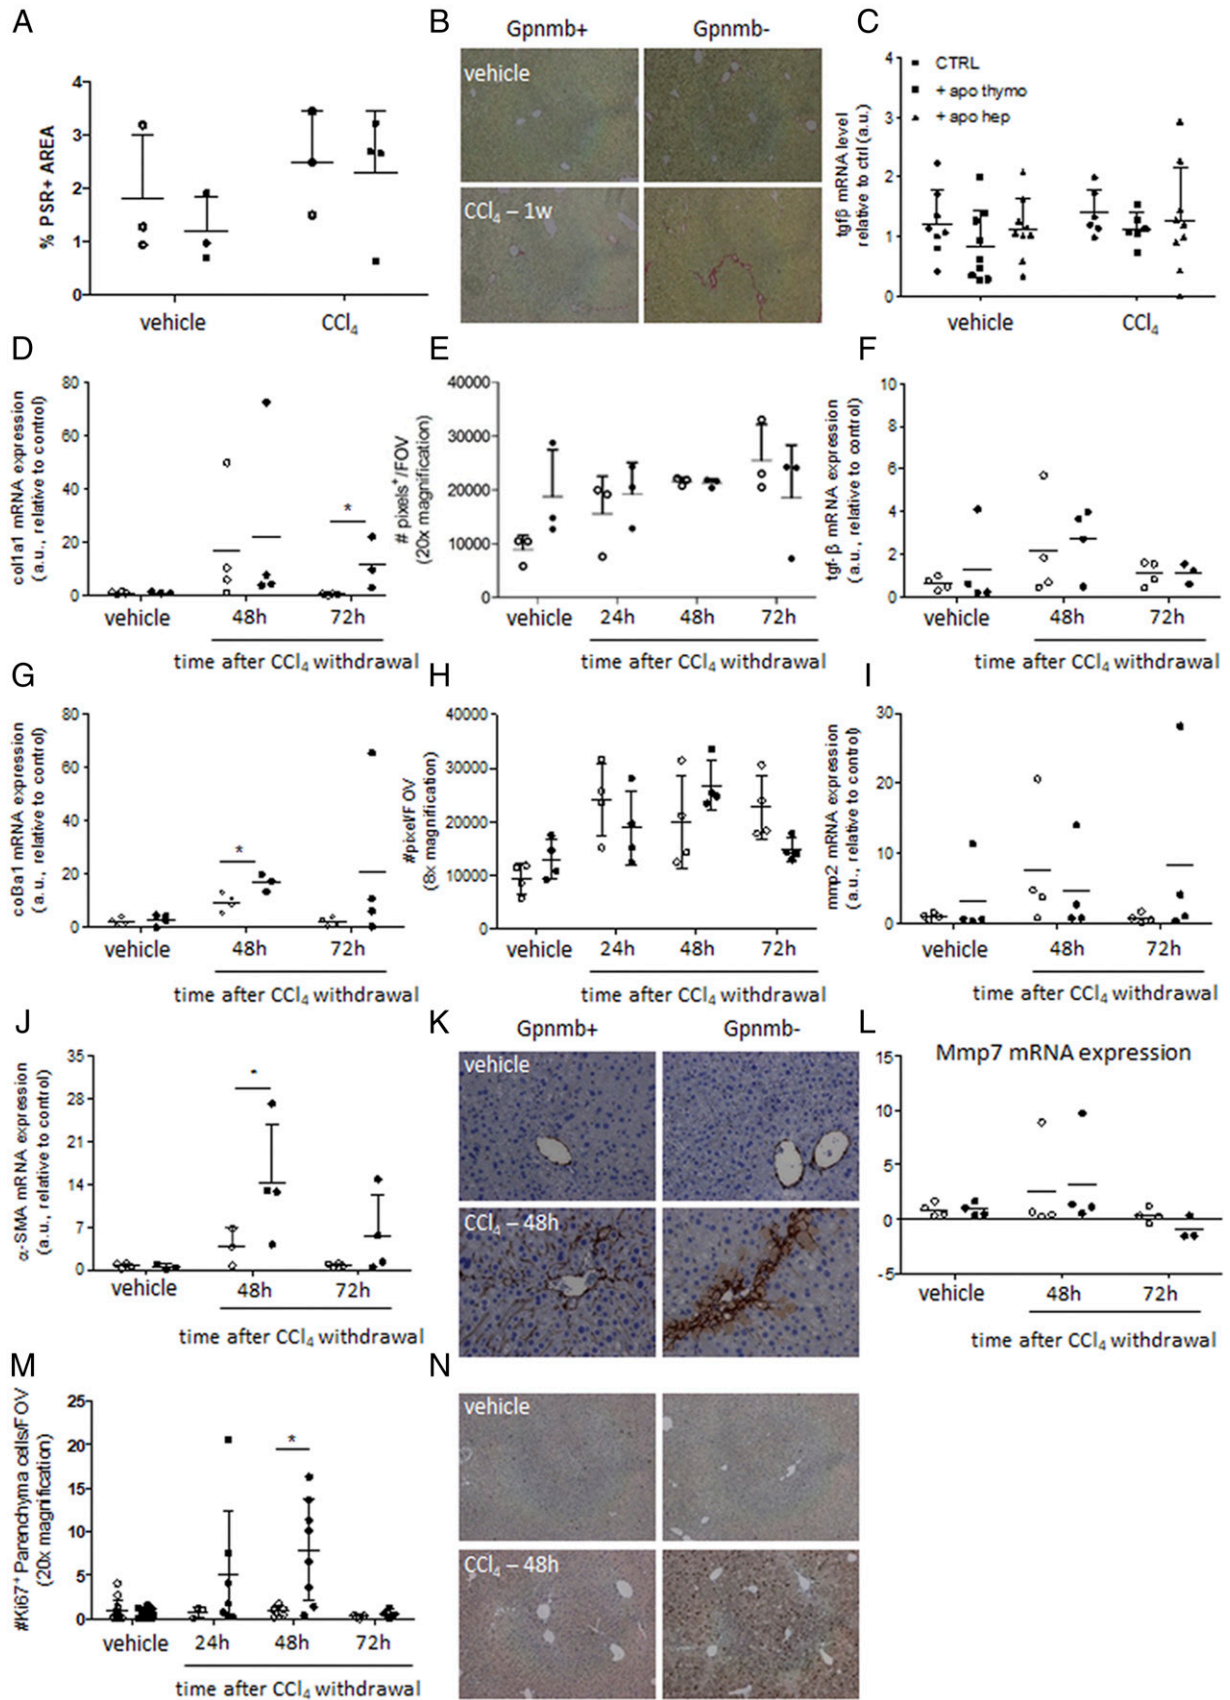 A
% PSR+ AREA
4
3
2
1
0
vehicle
CCl₄
B
Gpnmb+
Gpnmb-
vehicle
CCl₄ – 1w
C
tgfβ mRNA level
relative to ctrl (a.u.)
4
3
2
1
0
CTRL
+ apo thymo
+ apo hep
vehicle
CCl₄
D
col1a1 mRNA expression
(a.u., relative to control)
80
60
40
20
0
*
vehicle
48h
72h
time after CCl₄ withdrawal
E
# pixels⁺/FOV
(20x magnification)
40000
30000
20000
10000
0
vehicle
24h
48h
72h
time after CCl₄ withdrawal
F
tgf-β mRNA expression
(a.u., relative to control)
10
8
6
4
2
0
vehicle
48h
72h
time after CCl₄ withdrawal
G
col3a1 mRNA expression
(a.u., relative to control)
80
60
40
20
0
*
vehicle
48h
72h
time after CCl₄ withdrawal
H
#pixel/FOV
(8x magnification)
40000
30000
20000
10000
0
vehicle
24h
48h
72h
time after CCl₄ withdrawal
I
mmp2 mRNA expression
(a.u., relative to control)
30
20
10
0
vehicle
48h
72h
time after CCl₄ withdrawal
J
α-SMA mRNA expression
(a.u., relative to control)
35
28
21
14
7
0
*
vehicle
48h
72h
time after CCl₄ withdrawal
K
Gpnmb+
Gpnmb-
vehicle
CCl₄ – 48h
L
Mmp7 mRNA expression
15
10
5
0
-5
vehicle
48h
72h
time after CCl₄ withdrawal
M
#Ki67⁺ Parenchyma cells/FOV
(20x magnification)
25
20
15
10
5
0
*
vehicle
24h
48h
72h
time after CCl₄ withdrawal
N
vehicle
CCl₄ – 48h